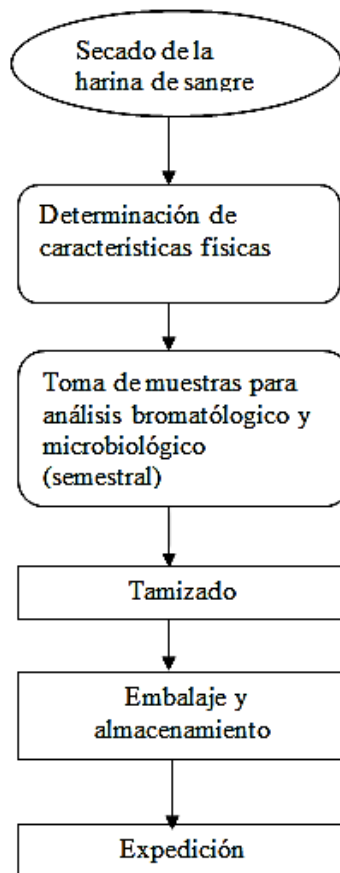 Secado de la
harina de sangre
Determinación de
características físicas
Toma de muestras para
análisis bromatólogico y
microbiológico
(semestral)
Tamizado
Embalaje y
almacenamiento
Expedición